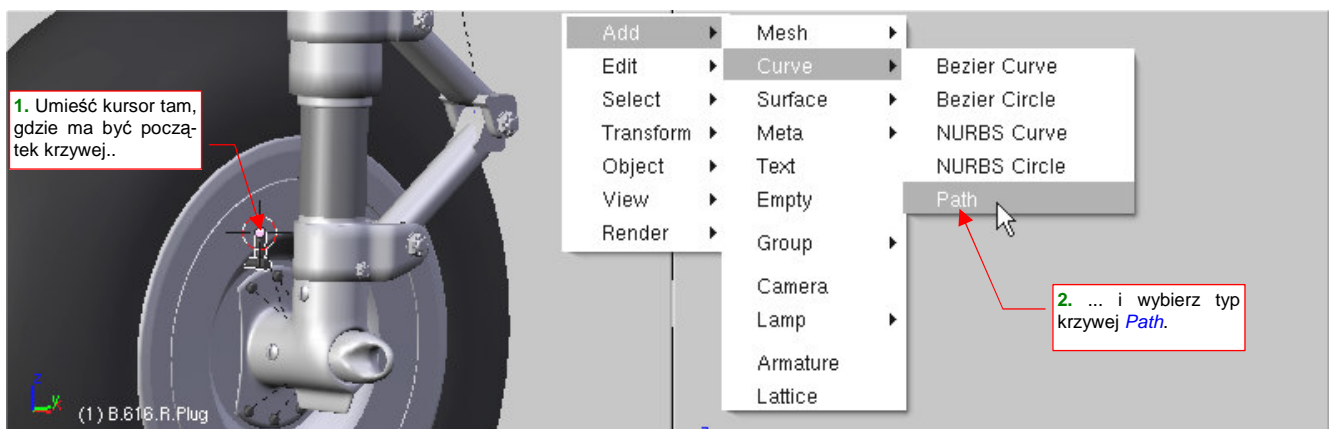 1. Umieść kursor tam,
gdzie ma być począ-
tek krzywej..
Add
Edit
Select
Transform
Object
View
Render
Mesh
Curve
Surface
Meta
Text
Empty
Group
Camera
Lamp
Armature
Lattice
Bezier Curve
Bezier Circle
NURBS Curve
NURBS Circle
Path
2. ... i wybierz typ
krzywej Path.
z
y
(1) B.616.R.Plug